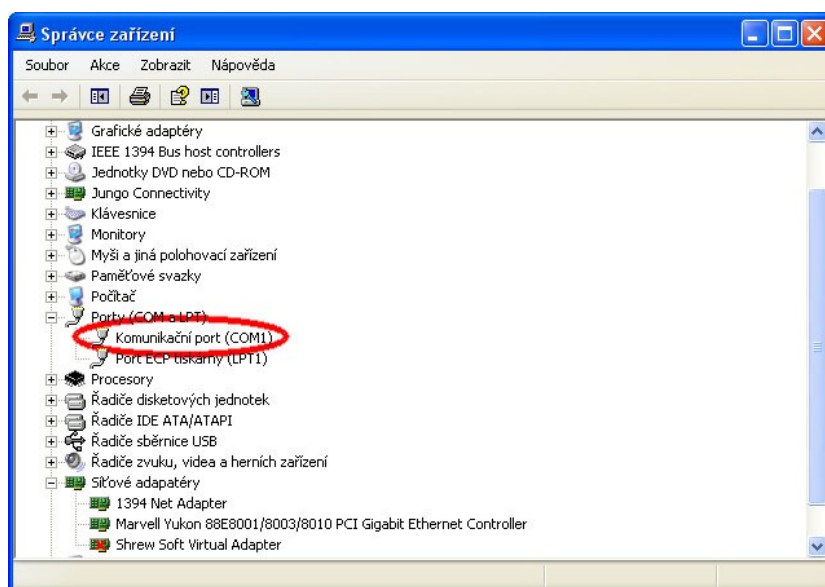 Správce zařízení
Soubor Akce Zobrazit Nápověda
Grafické adaptéry
IEEE 1394 Bus host controllers
Jednotky DVD nebo CD-ROM
Jungo Connectivity
Klávesnice
Monitory
Myši a jiná polohovací zařízení
Paměťové svazky
Počítač
Porty (COM a LPT)
Komunikační port (COM1)
Port ECP tiskárny (LPT1)
Procesory
Řadiče disketových jednotek
Řadiče IDE ATA/ATAPI
Řadiče sběrnice USB
Řadiče zvuku, videa a herních zařízení
Síťové adapatéry
1394 Net Adapter
Marvell Yukon 88E8001/8003/8010 PCI Gigabit Ethernet Controller
Shrew Soft Virtual Adapter